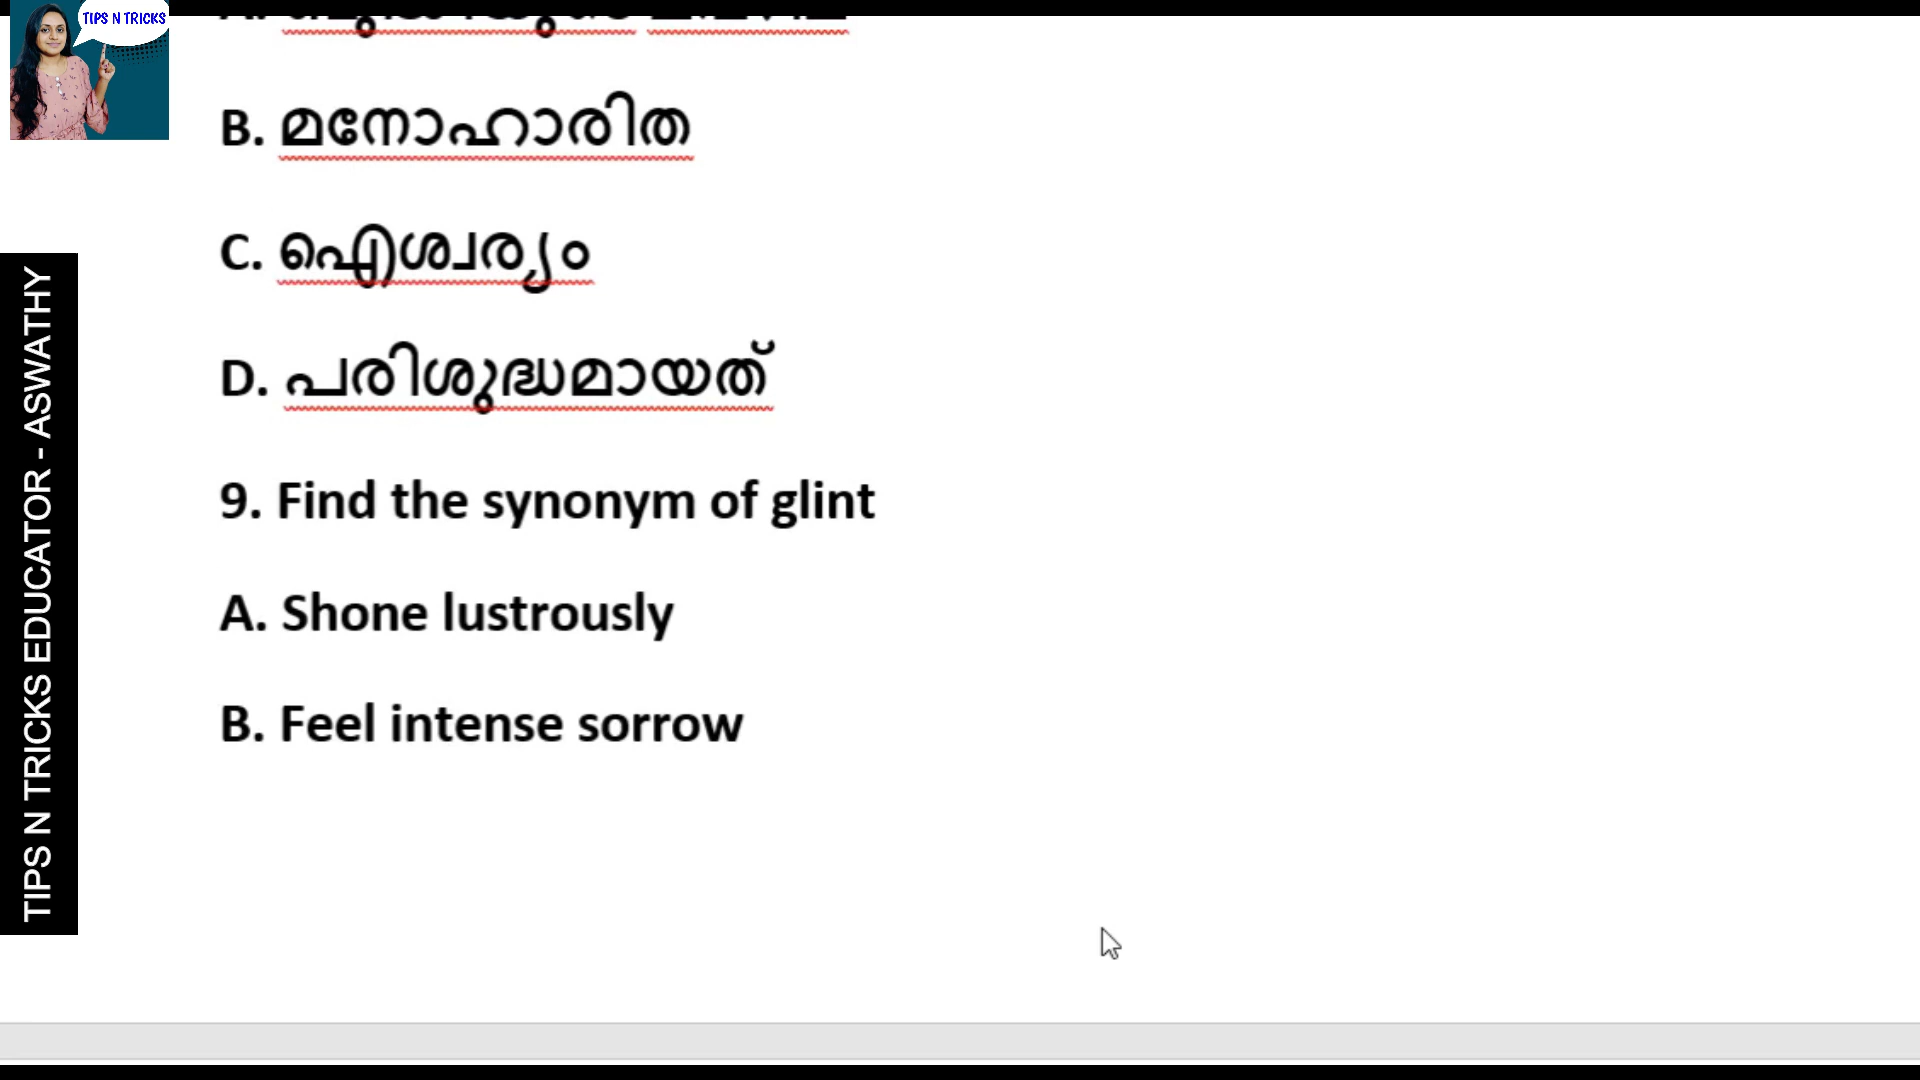 TIPS N TRICKS
B. മനോഹാരിത
C. ഐശ്വര്യം
D. പരിശുദ്ധമായത്
9. Find the synonym of glint
A. Shone lustrously
B. Feel intense sorrow
TIPS N TRICKS EDUCATOR - ASWATHY